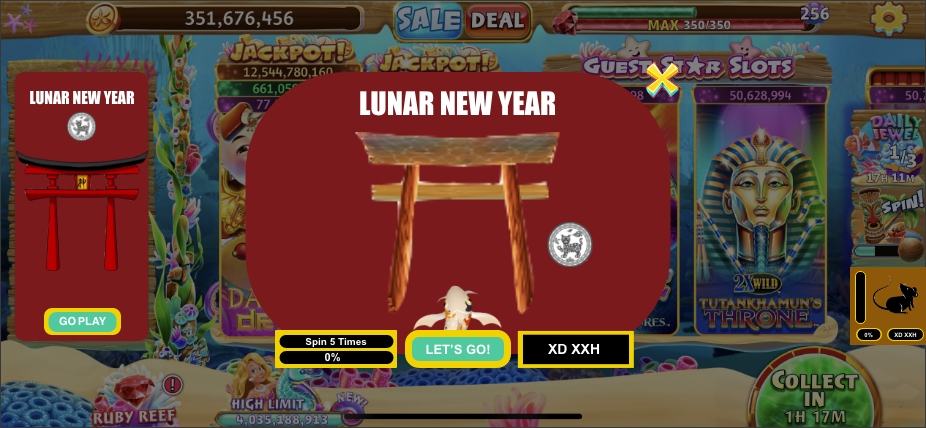 351,676,456
SALE
DEAL
256
MAX 350/350
JACKPOT!
12,544,780,160
JACKPOT!
GUEST STAR SLOTS
50,628,994
LUNAR NEW YEAR
GO PLAY
LUNAR NEW YEAR
Spin 5 Times
0%
LET'S GO!
XD XXH
2X WILD
TUTANKHAMUN'S
THRONE
DAILY
JEWEL
1/3
17H 11M
SPIN!
0%
XD XXH
RUBY REEF
!
HIGH LIMIT
4,035,188,913
NEW!
COLLECT
IN
1H 17M